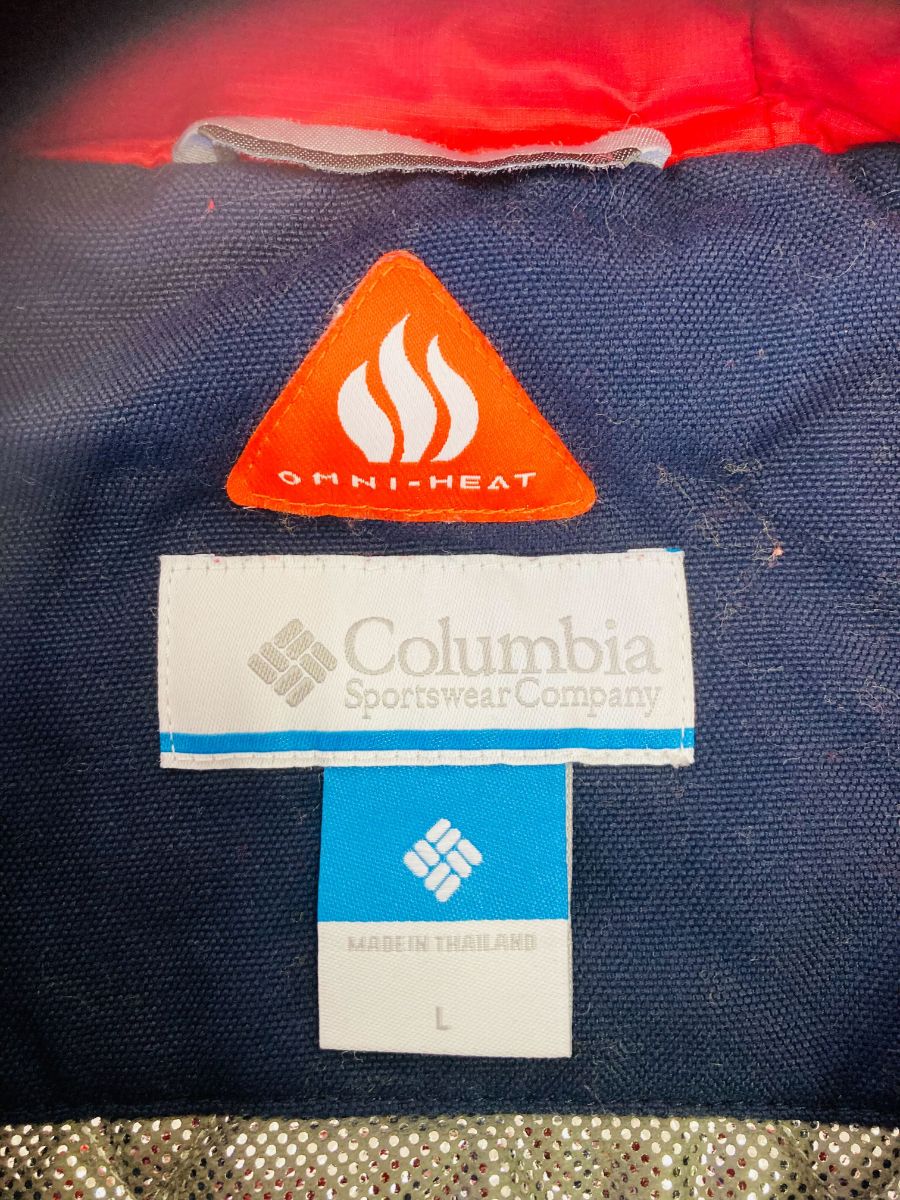 OMNI-HEAT
Columbia
Sportswear Company
MADE IN THAILAND
L